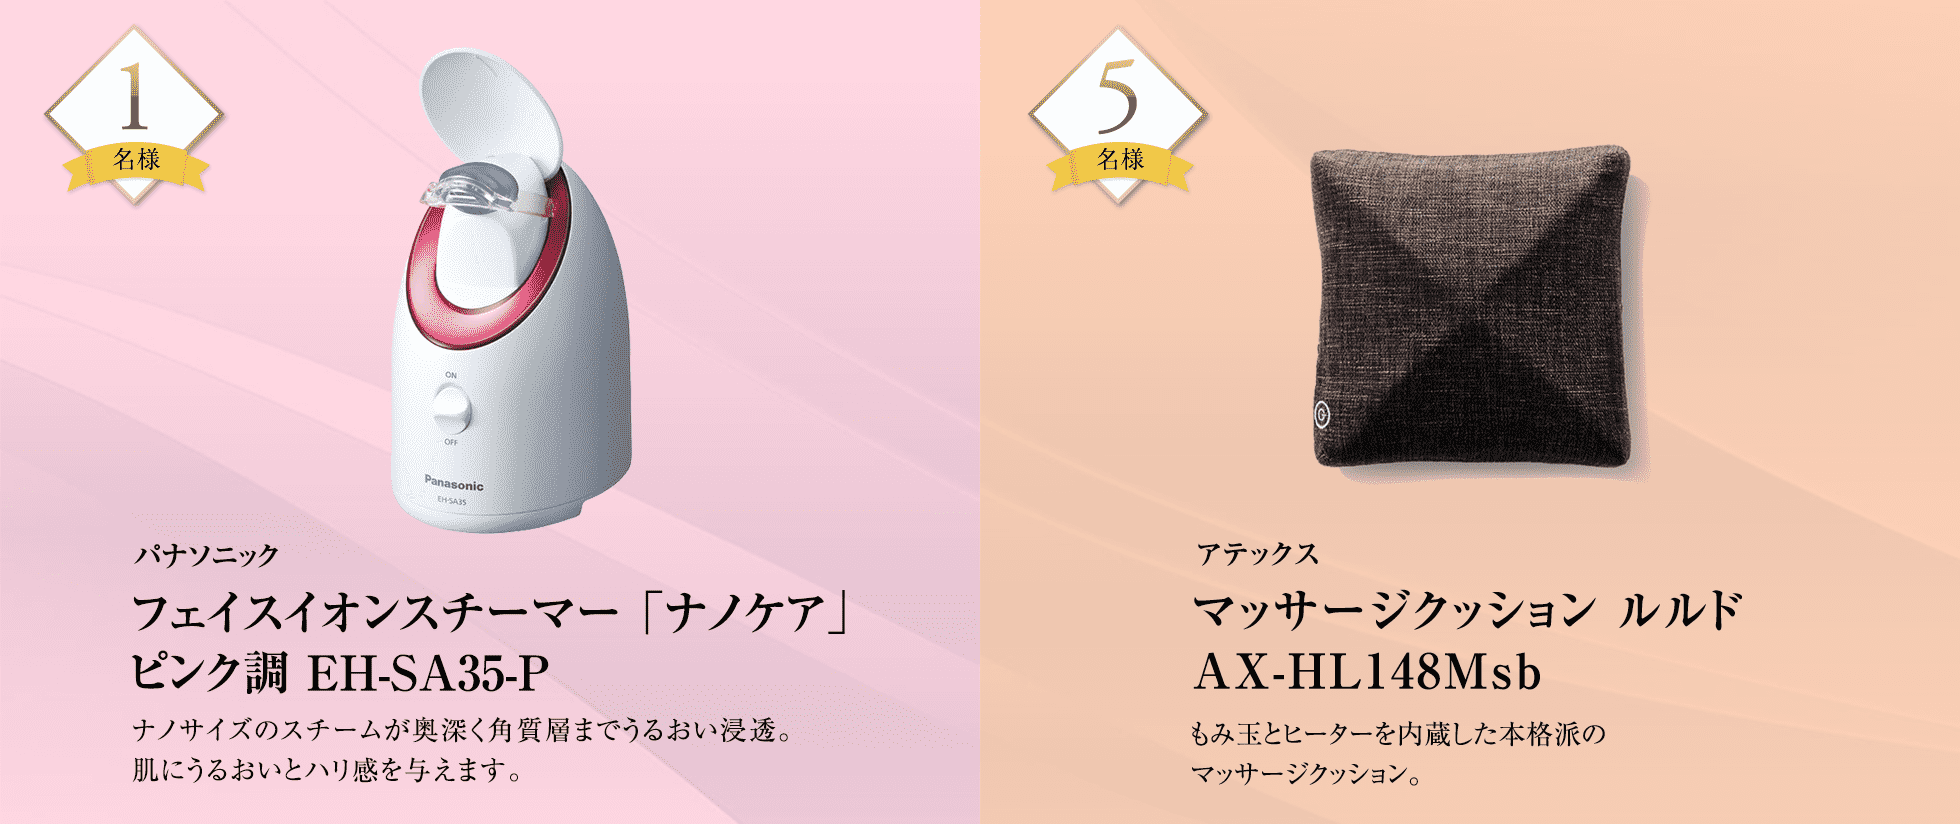 1
名様
ON
OFF
Panasonic
EH-SA35
パナソニック
フェイスイオンスチーマー「ナノケア」
ピンク調 EH-SA35-P
ナノサイズのスチームが奥深く角質層までうるおい浸透。
肌にうるおいとハリ感を与えます。
5
名様
アテックス
マッサージクッション ルルド
AX-HL148Msb
もみ玉とヒーターを内蔵した本格派の
マッサージクッション。